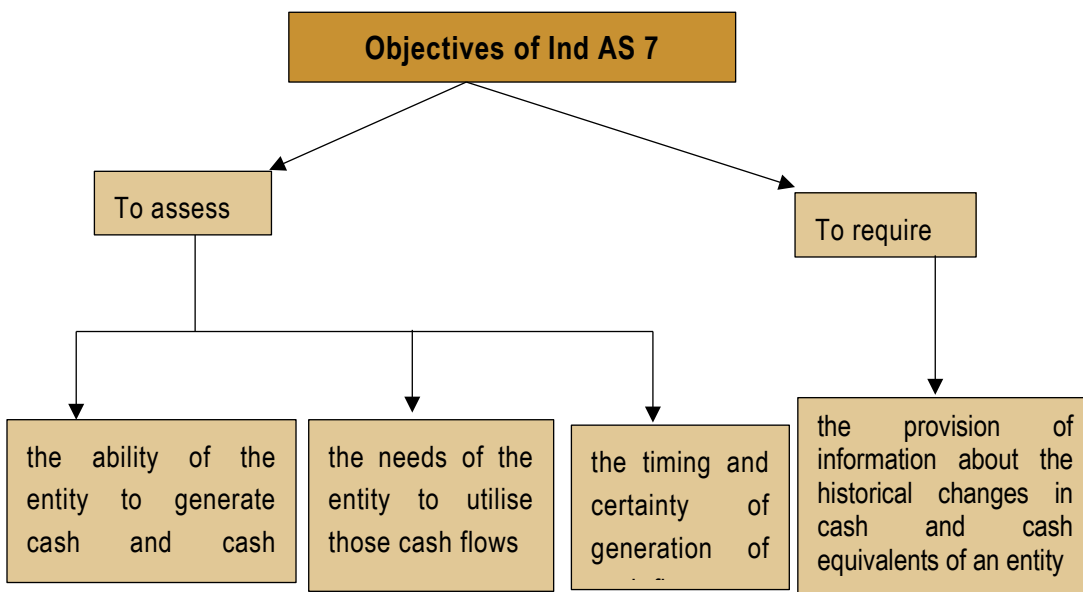 Objectives of Ind AS 7
To assess
To require
the ability of the
entity to generate
cash and cash
the needs of the
entity to utilise
those cash flows
the timing and
certainty of
generation of
the provision of
information about the
historical changes in
cash and cash
equivalents of an entity